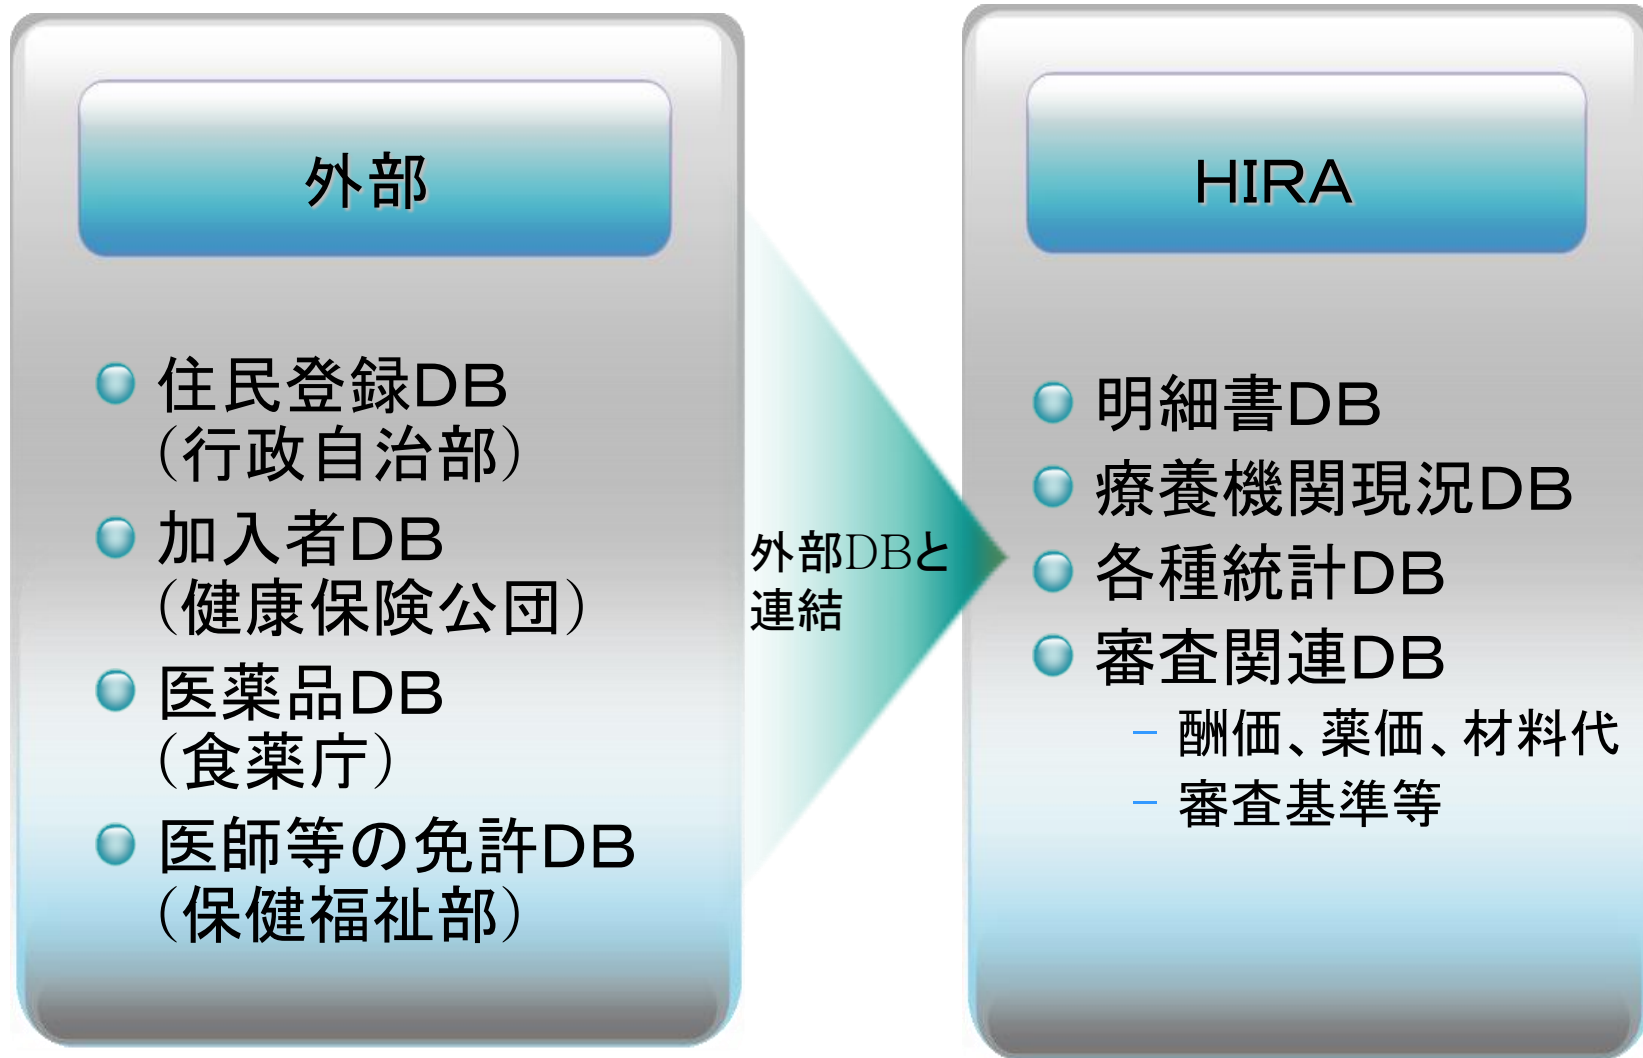 外部
住民登録DB
(行政自治部)
加入者DB
(健康保険公団)
医薬品DB
(食薬庁)
医師等の免許DB
(保健福祉部)
外部DBと
連結
HIRA
明細書DB
療養機関現況DB
各種統計DB
審査関連DB
– 酬価、薬価、材料代
– 審査基準等